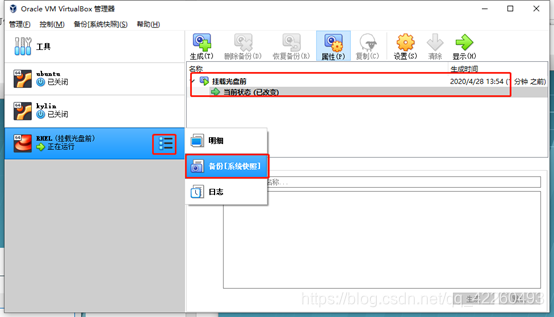 Oracle VM VirtualBox 管理器
管理(F) 控制(M) 备份[系统快照](S) 帮助(H)
工具
ubuntu
已关闭
kylin
已关闭
RHEL (挂载光盘前)
正在运行
生成(T) 删除备份(D) 恢复备份(R) 属性(P) 复制(C) 设置(S) 清除 显示(H)
名称 生成时间
挂载光盘前 2020/4/28 13:54 (1 分钟 之前)
当前状态 (已改变)
明细
备份[系统快照]
日志
名称...
https://blog.csdn.net/qq_42460493